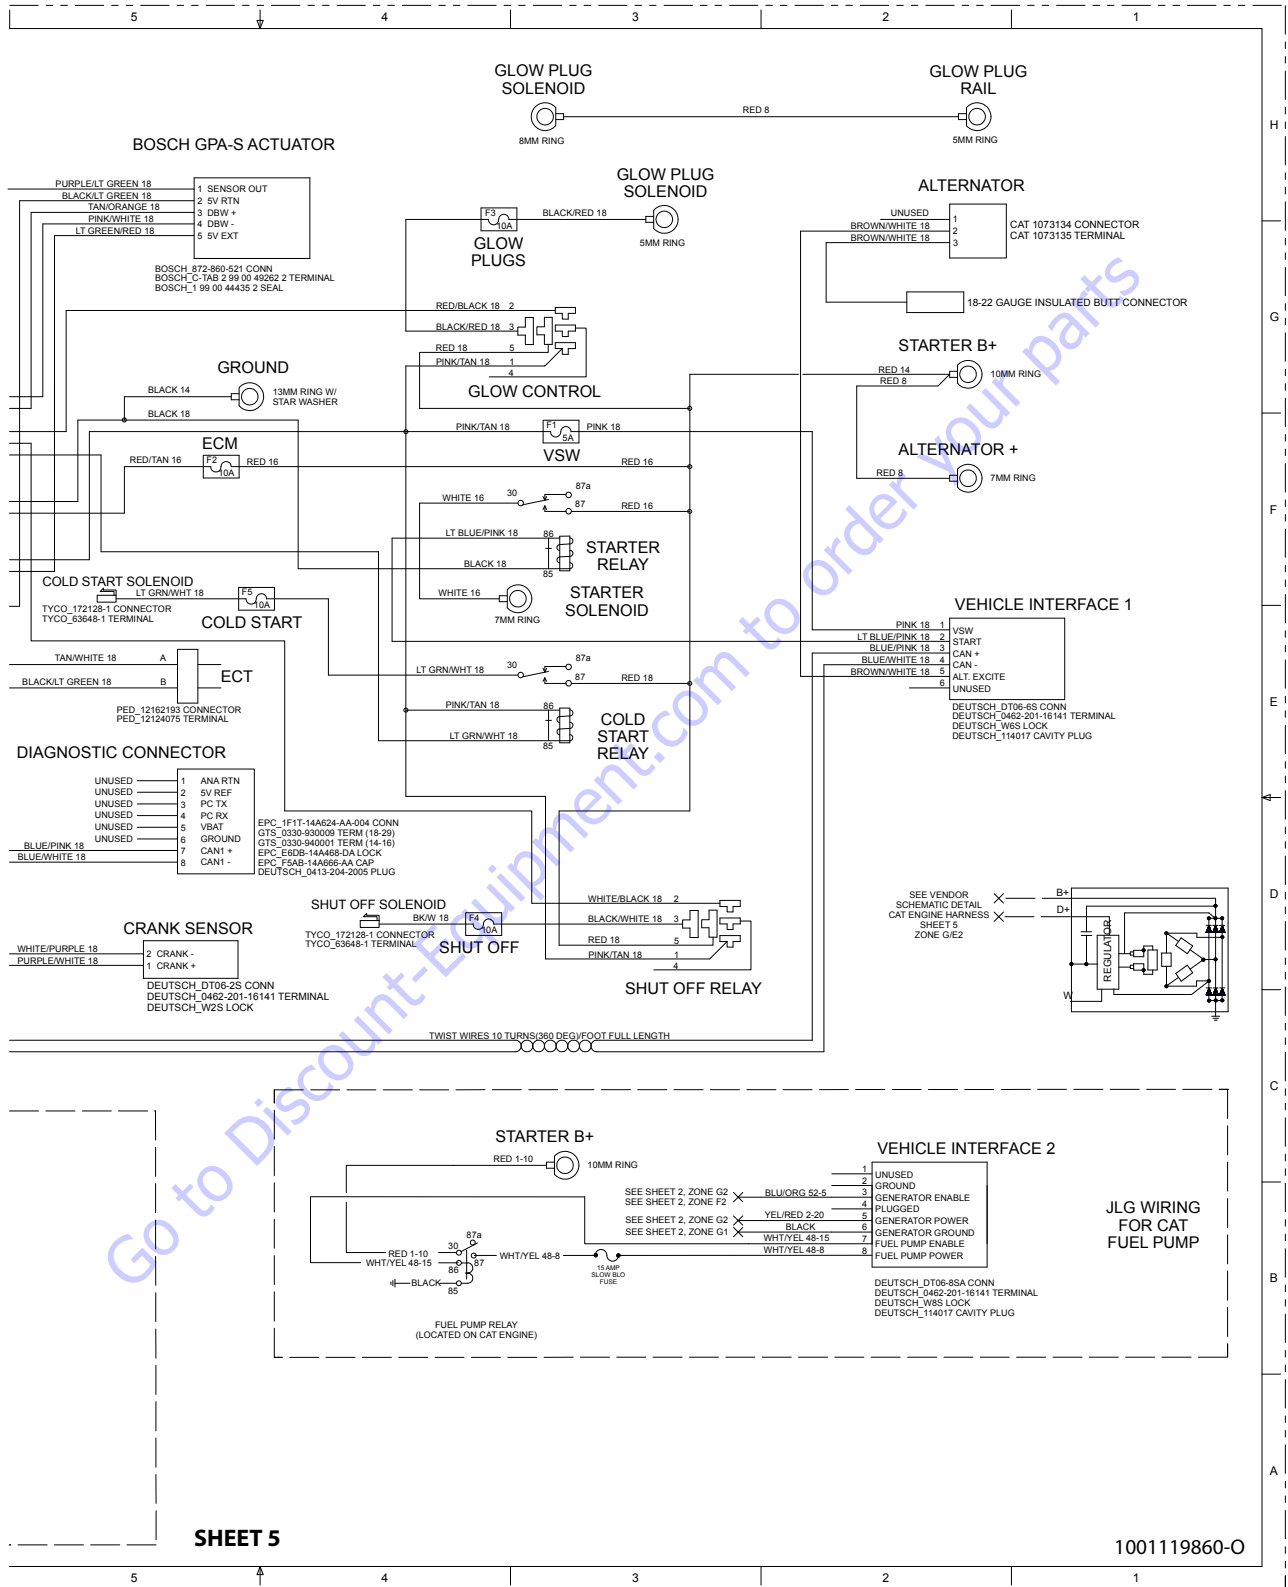 5 4 3 2 1
GLOW PLUG
SOLENOID
RED 8
8MM RING
GLOW PLUG
RAIL
5MM RING
H
BOSCH GPA-S ACTUATOR
PURPLE/LT GREEN 18 1 SENSOR OUT
BLACK/LT GREEN 18 2 5V RTN
TAN/ORANGE 18 3 DBW +
PINK/WHITE 18 4 DBW -
LT GREEN/RED 18 5 5V EXT
BOSCH_872-860-521 CONN
BOSCH_C-TAB 2 99 00 49262 2 TERMINAL
BOSCH_1 99 00 44435 2 SEAL
GLOW PLUG
SOLENOID
F3
10A
BLACK/RED 18
5MM RING
GLOW
PLUGS
ALTERNATOR
UNUSED 1
BROWN/WHITE 18 2
BROWN/WHITE 18 3
CAT 1073134 CONNECTOR
CAT 1073135 TERMINAL
18-22 GAUGE INSULATED BUTT CONNECTOR
G
RED/BLACK 18 2
BLACK/RED 18 3
RED 18 5
PINK/TAN 18 1
4
GLOW CONTROL
GROUND
BLACK 14
13MM RING W/
STAR WASHER
BLACK 18
STARTER B+
RED 14
RED 8
10MM RING
PINK/TAN 18
F1
5A
PINK 18
VSW
ECM
RED/TAN 16
F2
10A
RED 16
RED 16
ALTERNATOR +
RED 8
7MM RING
WHITE 16 30
87a
87
RED 16
F
LT BLUE/PINK 18 86
BLACK 18
85
STARTER
RELAY
WHITE 16
7MM RING
STARTER
SOLENOID
COLD START SOLENOID
LT GRN/WHT 18
F5
10A
TYCO_172128-1 CONNECTOR
TYCO_63648-1 TERMINAL
COLD START
VEHICLE INTERFACE 1
PINK 18 1 VSW
LT BLUE/PINK 18 2 START
BLUE/PINK 18 3 CAN +
BLUE/WHITE 18 4 CAN -
BROWN/WHITE 18 5 ALT. EXCITE
6 UNUSED
DEUTSCH_DT06-6S CONN
DEUTSCH_0462-201-16141 TERMINAL
DEUTSCH_W6S LOCK
DEUTSCH_114017 CAVITY PLUG
TAN/WHITE 18 A
BLACK/LT GREEN 18 B
ECT
PED_12162193 CONNECTOR
PED_12124075 TERMINAL
LT GRN/WHT 18 30
87a
87
RED 18
E
PINK/TAN 18 86
LT GRN/WHT 18
85
COLD
START
RELAY
DIAGNOSTIC CONNECTOR
UNUSED 1 ANA RTN
UNUSED 2 5V REF
UNUSED 3 PC TX
UNUSED 4 PC RX
UNUSED 5 VBAT
UNUSED 6 GROUND
BLUE/PINK 18 7 CAN1 +
BLUE/WHITE 18 8 CAN1 -
EPC_1F1T-14A624-AA-004 CONN
GTS_0330-930009 TERM (18-29)
GTS_0330-940001 TERM (14-16)
EPC_E6DB-14A468-DA LOCK
EPC_F5AB-14A666-AA CAP
DEUTSCH_0413-204-2005 PLUG
D
SHUT OFF SOLENOID
BK/W 18
F4
10A
TYCO_172128-1 CONNECTOR
TYCO_63648-1 TERMINAL
SHUT OFF
WHITE/BLACK 18 2
BLACK/WHITE 18 3
RED 18 5
PINK/TAN 18 1
4
SHUT OFF RELAY
SEE VENDOR
SCHEMATIC DETAIL
CAT ENGINE HARNESS
SHEET 5
ZONE G/E2
B+
D+
REGULATOR
W
CRANK SENSOR
WHITE/PURPLE 18 2 CRANK -
PURPLE/WHITE 18 1 CRANK +
DEUTSCH_DT06-2S CONN
DEUTSCH_0462-201-16141 TERMINAL
DEUTSCH_W2S LOCK
TWIST WIRES 10 TURNS(360 DEG)/FOOT FULL LENGTH
C
STARTER B+
RED 1-10
10MM RING
VEHICLE INTERFACE 2
1 UNUSED
2 GROUND
SEE SHEET 2, ZONE G2
SEE SHEET 2, ZONE F2
BLU/ORG 52-5 3 GENERATOR ENABLE
4 PLUGGED
SEE SHEET 2, ZONE G2 YEL/RED 2-20 5 GENERATOR POWER
SEE SHEET 2, ZONE G1 BLACK 6 GENERATOR GROUND
WHT/YEL 48-15 7 FUEL PUMP ENABLE
WHT/YEL 48-8 8 FUEL PUMP POWER
DEUTSCH_DT06-8SA CONN
DEUTSCH_0462-201-16141 TERMINAL
DEUTSCH_W8S LOCK
DEUTSCH_114017 CAVITY PLUG
JLG WIRING
FOR CAT
FUEL PUMP
87a
RED 1-10 30
WHT/YEL 48-15 86
87
WHT/YEL 48-8
BLACK 85
15 AMP
SLOW BLO
FUSE
FUEL PUMP RELAY
(LOCATED ON CAT ENGINE)
B
A
SHEET 5
1001119860-O
5 4 3 2 1
Go to Discount-Equipment.com to order your parts